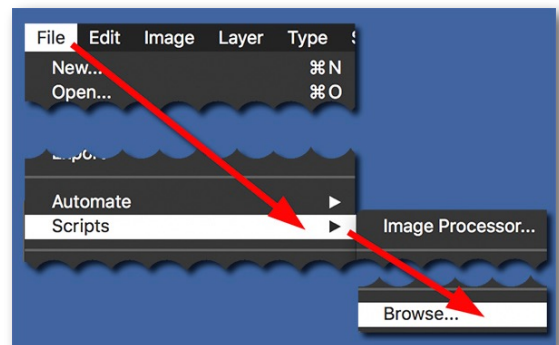 File Edit Image Layer Type
New... ⌘N
Open... ⌘O
Automate ▶
Scripts ▶
Image Processor...
Browse...